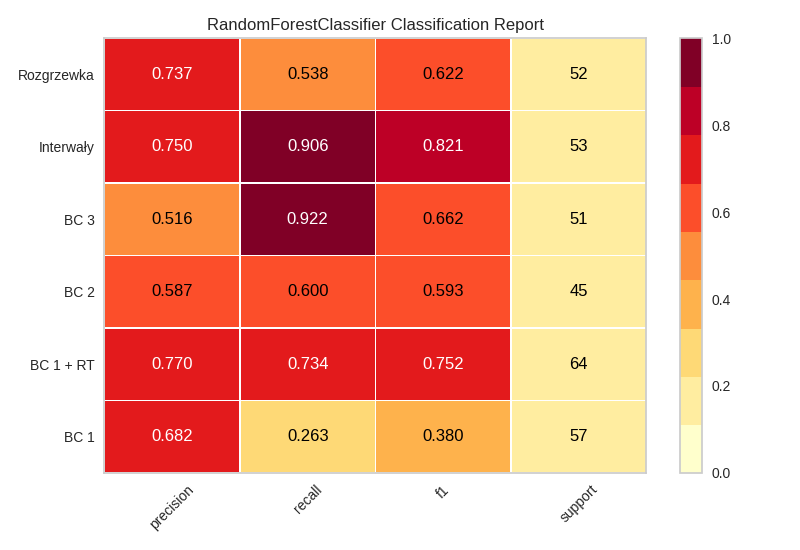 RandomForestClassifier Classification Report
Rozgrzewka 0.737 0.538 0.622 52
Interwały 0.750 0.906 0.821 53
BC 3 0.516 0.922 0.662 51
BC 2 0.587 0.600 0.593 45
BC 1 + RT 0.770 0.734 0.752 64
BC 1 0.682 0.263 0.380 57
precision recall f1 support
1.0
0.8
0.6
0.4
0.2
0.0